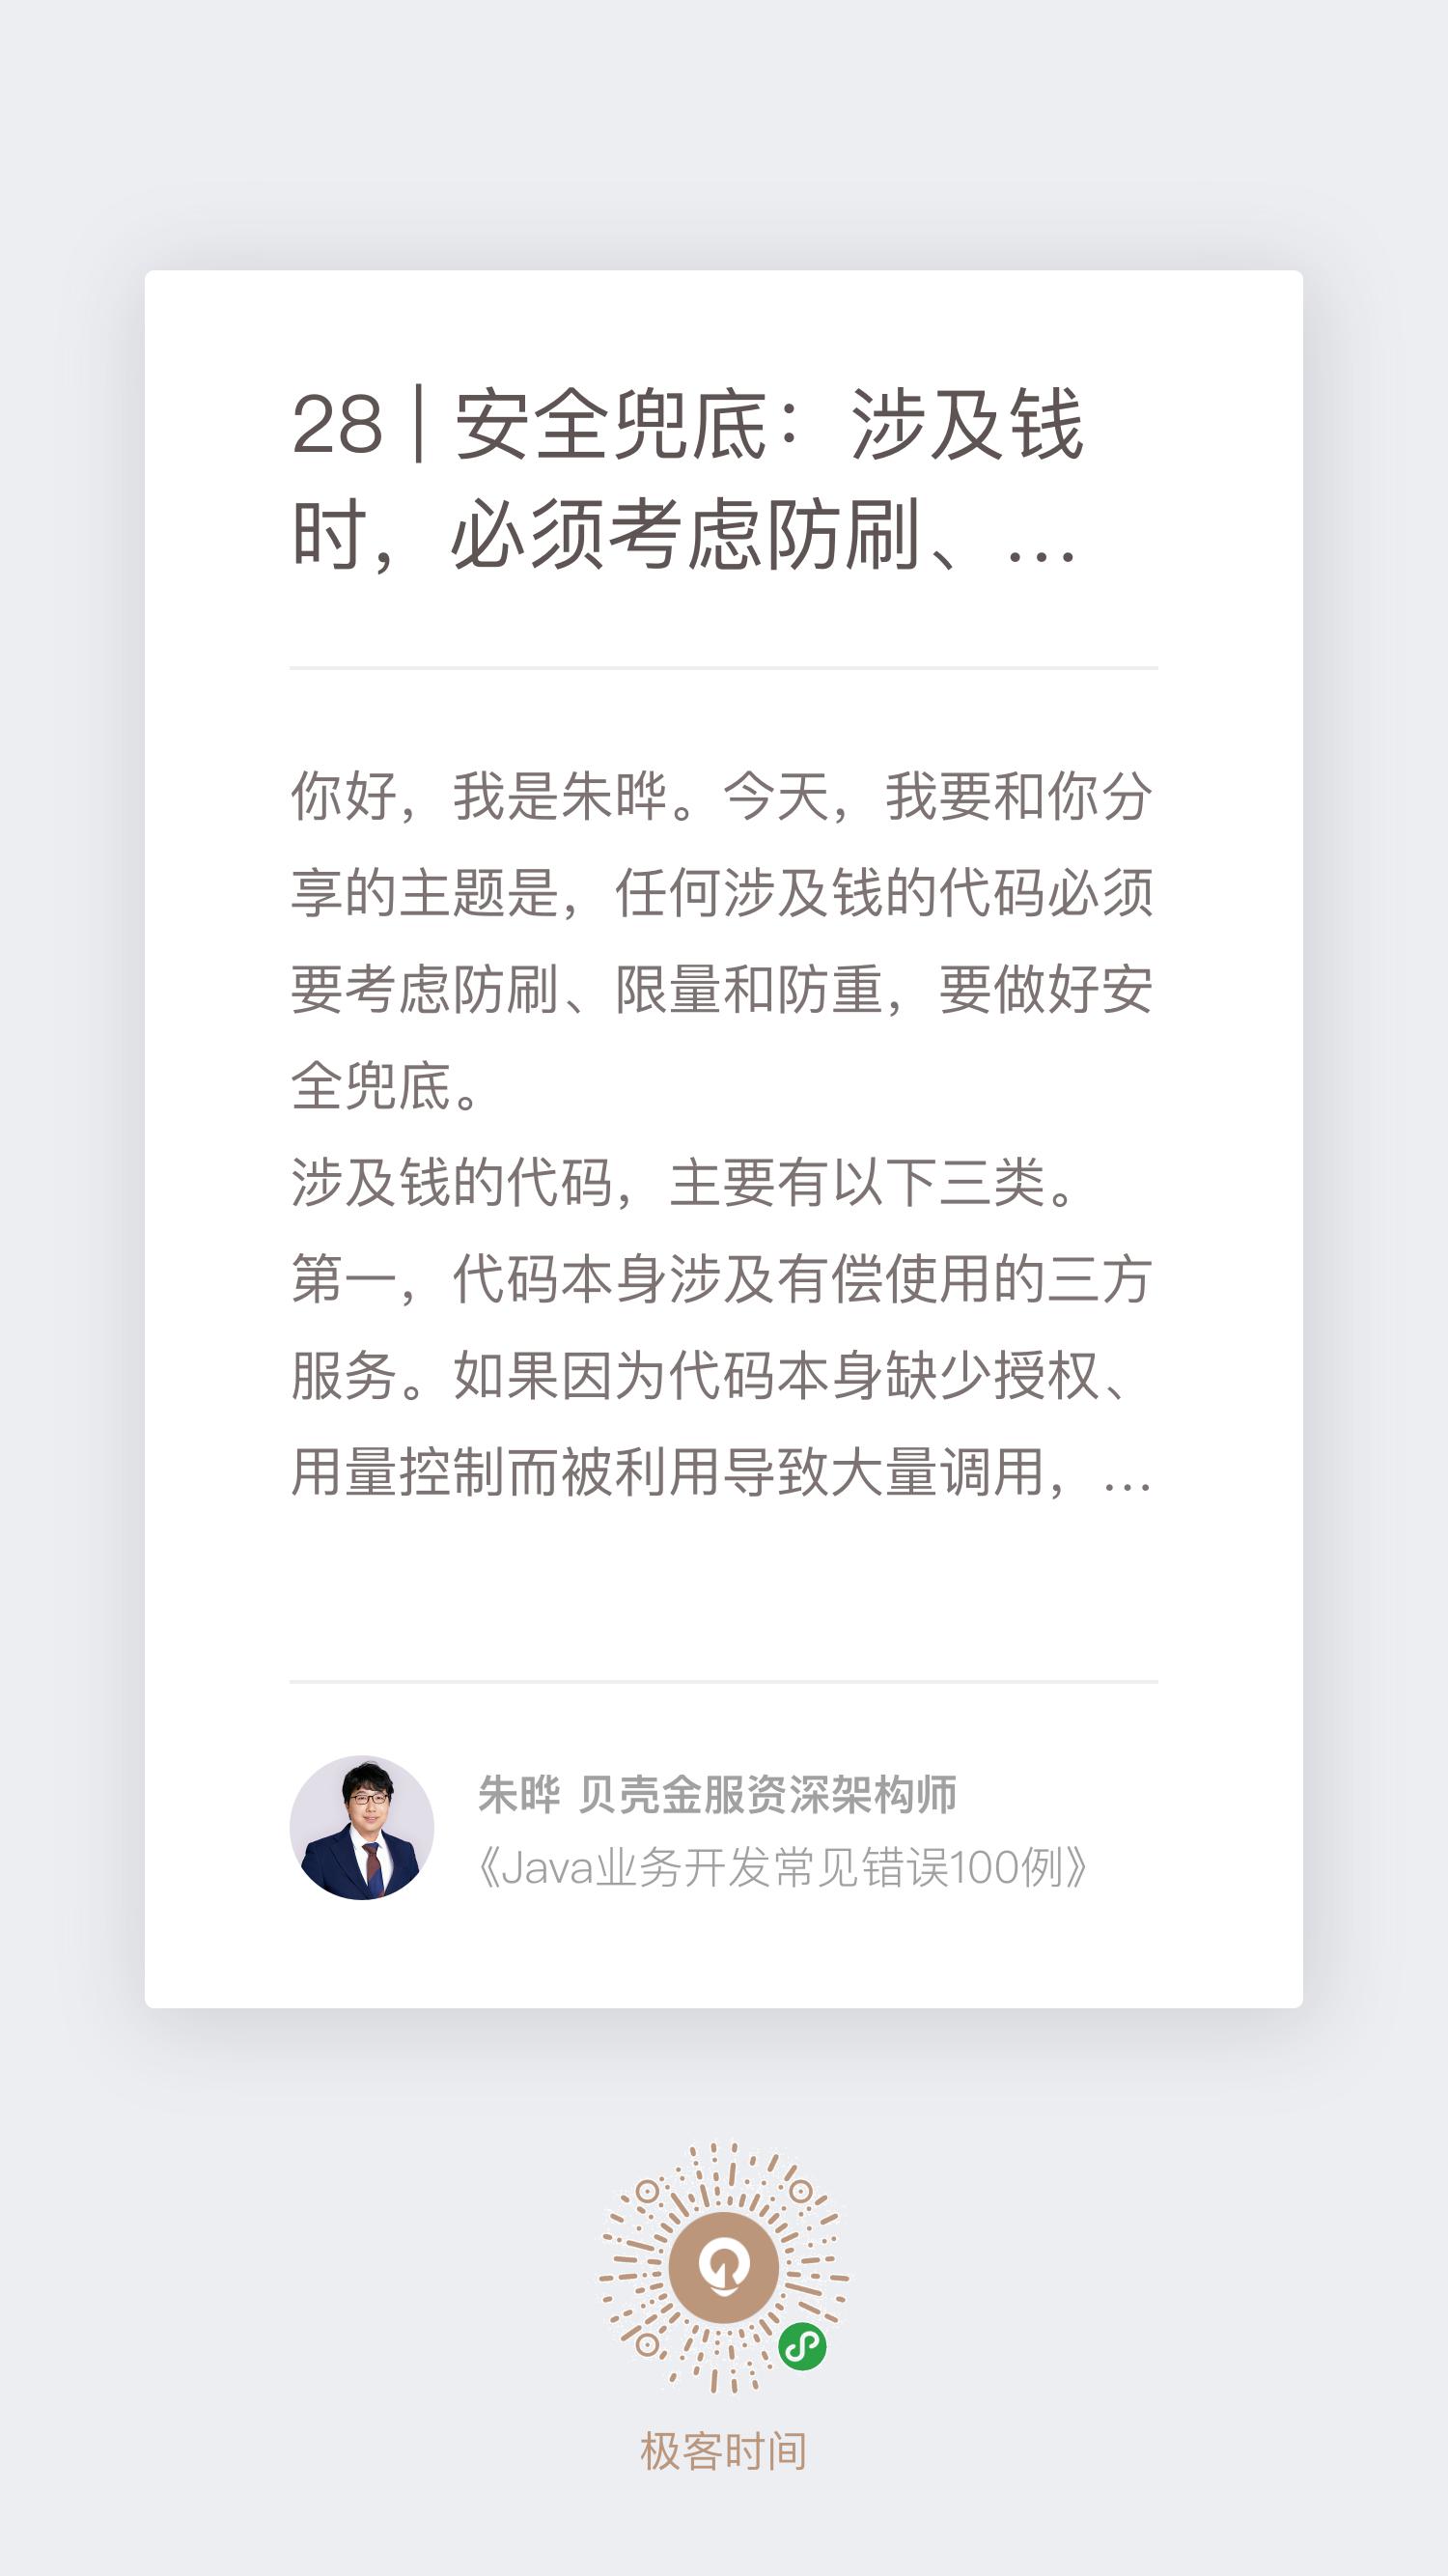 28 | 安全兜底：涉及钱
时，必须考虑防刷、...
你好，我是朱晔。今天，我要和你分
享的主题是，任何涉及钱的代码必须
要考虑防刷、限量和防重，要做好安
全兜底。
涉及钱的代码，主要有以下三类。
第一，代码本身涉及有偿使用的三方
服务。如果因为代码本身缺少授权、
用量控制而被利用导致大量调用，...
朱晔 贝壳金服资深架构师
《Java业务开发常见错误100例》
极客时间